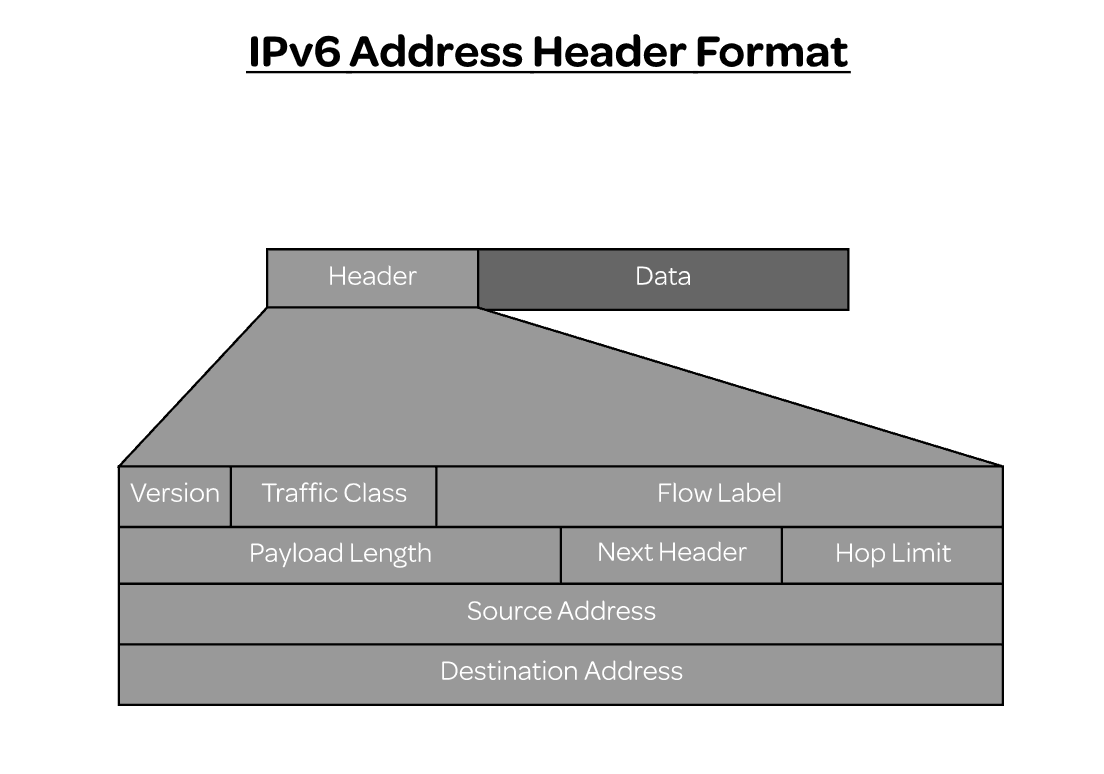 IPv6 Address Header Format
Header Data
Version Traffic Class Flow Label
Payload Length Next Header Hop Limit
Source Address
Destination Address